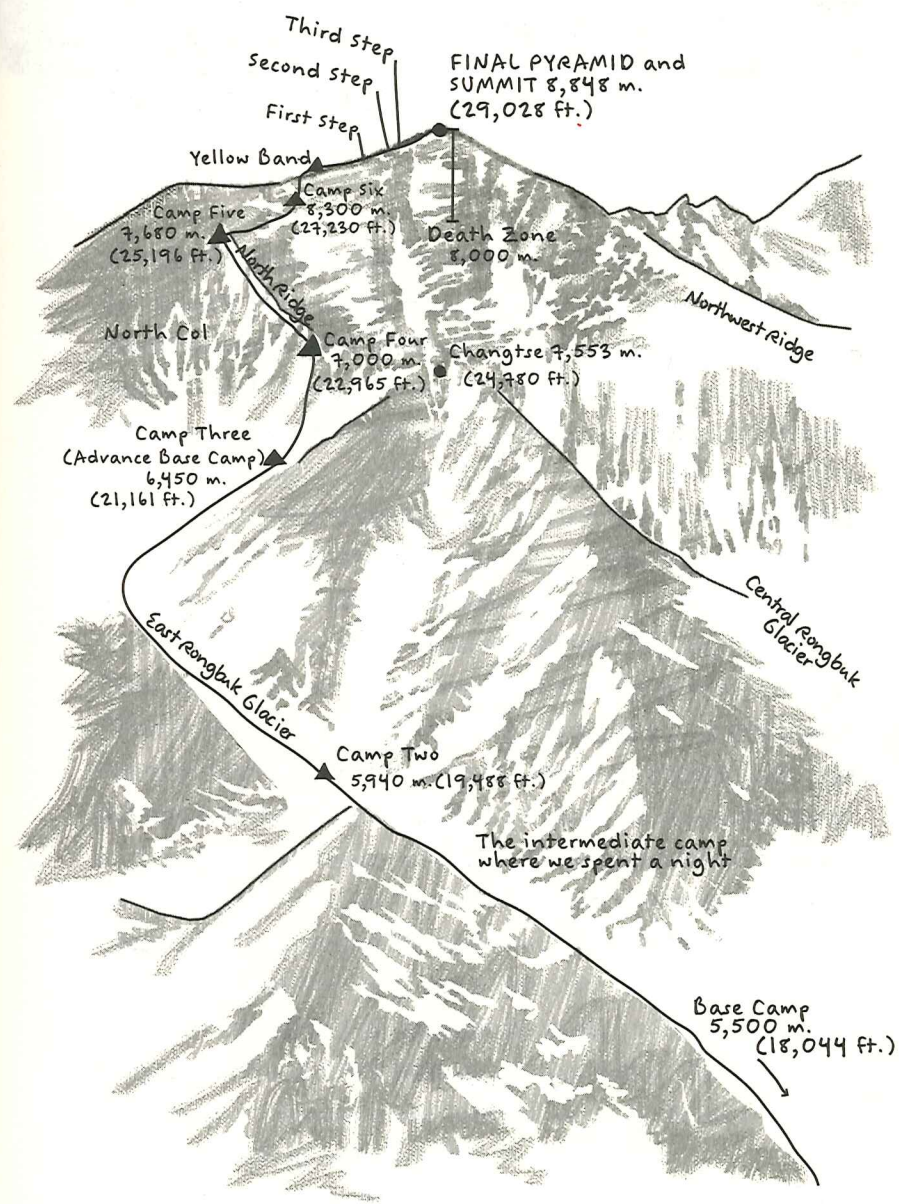 Third Step
Second Step
First Step
FINAL PYRAMID and
SUMMIT 8,848 m.
(29,028 ft.)
Yellow Band
Camp Six
8,300 m.
(27,230 ft.)
Camp Five
7,680 m.
(25,196 ft.)
Death Zone
8,000 m.
North Ridge
Northwest Ridge
North Col
Camp Four
7,000 m.
(22,965 ft.)
Changtse 7,553 m.
(24,780 ft.)
Camp Three
(Advance Base Camp)
6,450 m.
(21,161 ft.)
Central Rongbuk
Glacier
East Rongbuk Glacier
Camp Two
5,940 m. (19,488 ft.)
The intermediate camp
where we spent a night
Base Camp
5,500 m.
(18,044 ft.)